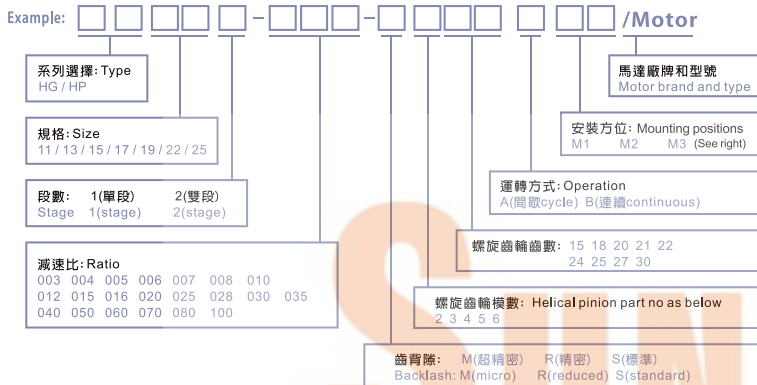 Example: □ □ □□ □ – □□□ – □ □□□ □ □□ /Motor
系列選擇: Type
HG / HP
馬達廠牌和型號
Motor brand and type
規格: Size
11 / 13 / 15 / 17 / 19 / 22 / 25
安裝方位: Mounting positions
M1 M2 M3 (See right)
段數: 1(單段) 2(雙段)
Stage 1(stage) 2(stage)
運轉方式: Operation
A(間歇cycle) B(連續continuous)
減速比: Ratio
003 004 005 006 007 008 010
012 015 016 020 025 028 030 035
040 050 060 070 080 100
螺旋齒輪齒數: 15 18 20 21 22
24 25 27 30
螺旋齒輪模數: Helical pinion part no as below
2 3 4 5 6
齒背隙: M(超精密) R(精密) S(標準)
Backlash: M(micro) R(reduced) S(standard)
SUN